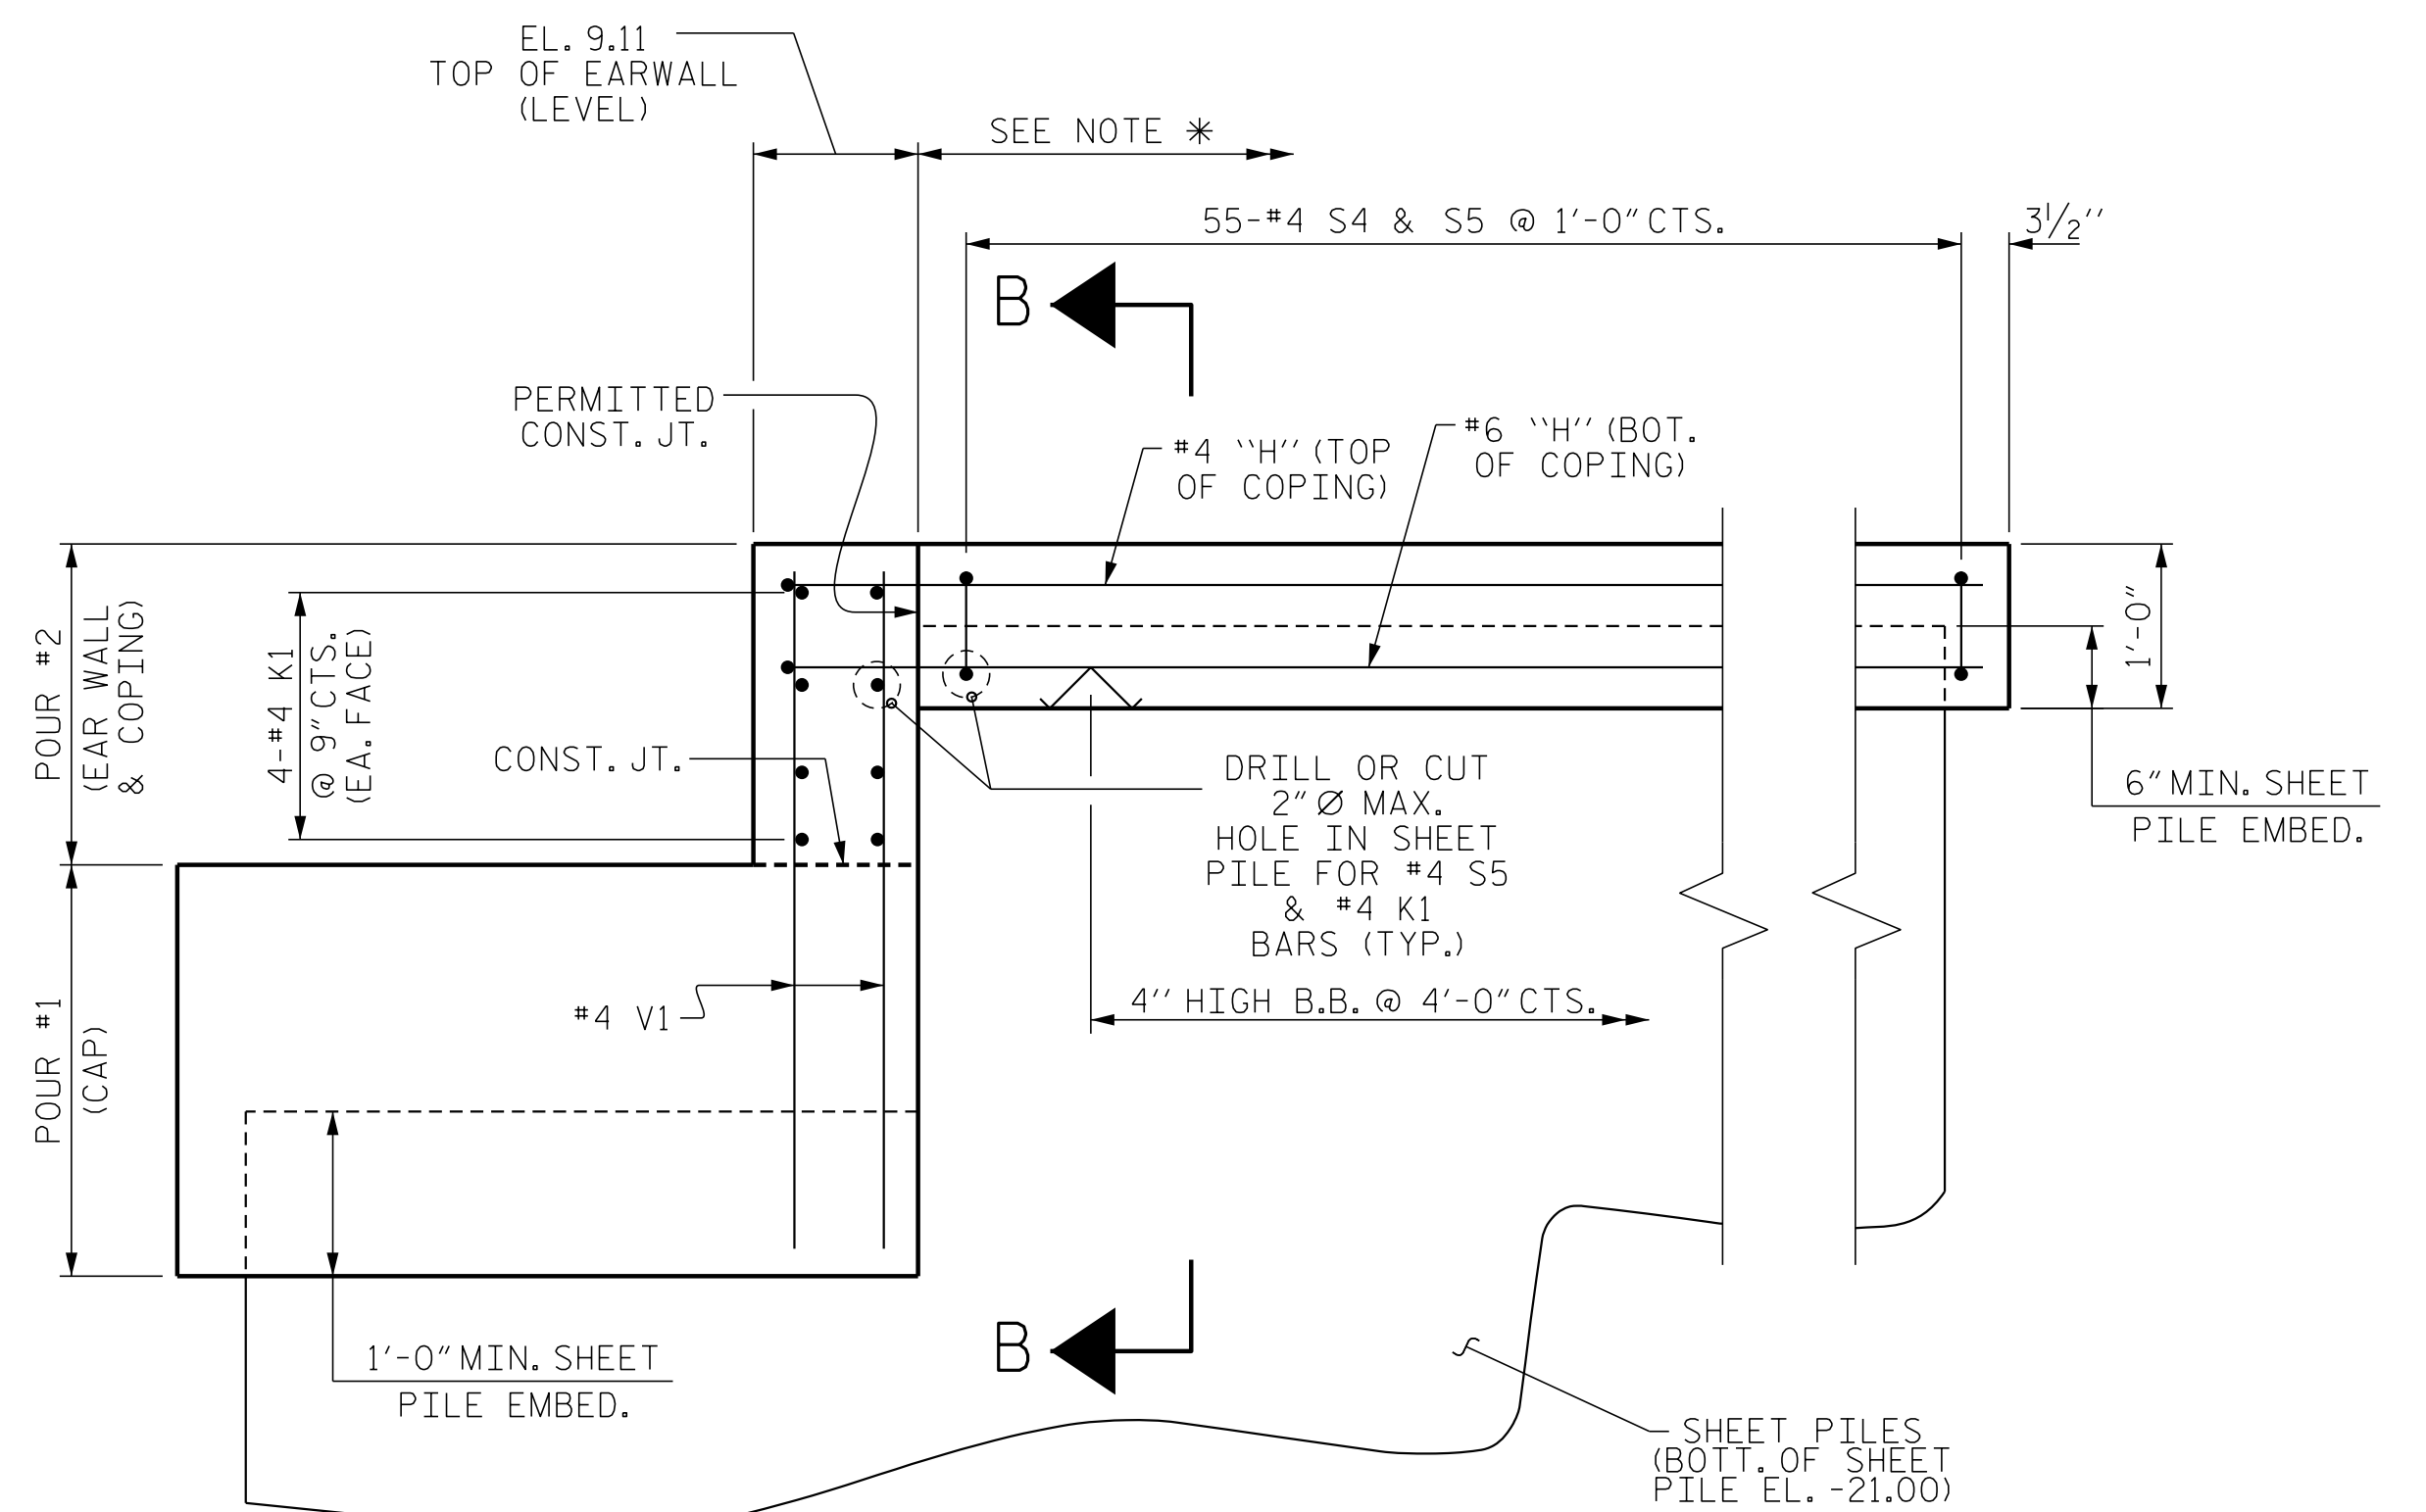 EL. 9.11
TOP OF EARWALL
(LEVEL)
SEE NOTE *
55-#4 S4 & S5 @ 1'-0" CTS.
3 1/2''
B
PERMITTED
CONST. JT.
#4 ``H'' (TOP
OF COPING)
#6 ``H'' (BOT.
OF COPING)
POUR #2
(EAR WALL
& COPING)
4-#4 K1
@ 9" CTS.
(EA. FACE)
1'-0"
CONST. JT.
DRILL OR CUT
2" Ø MAX.
HOLE IN SHEET
PILE FOR #4 S5
& #4 K1
BARS (TYP.)
6" MIN. SHEET
PILE EMBED.
4'' HIGH B.B. @ 4'-0" CTS.
#4 V1
POUR #1
(CAP)
1'-0" MIN. SHEET
PILE EMBED.
B
SHEET PILES
(BOTT. OF SHEET
PILE EL. -21.00)